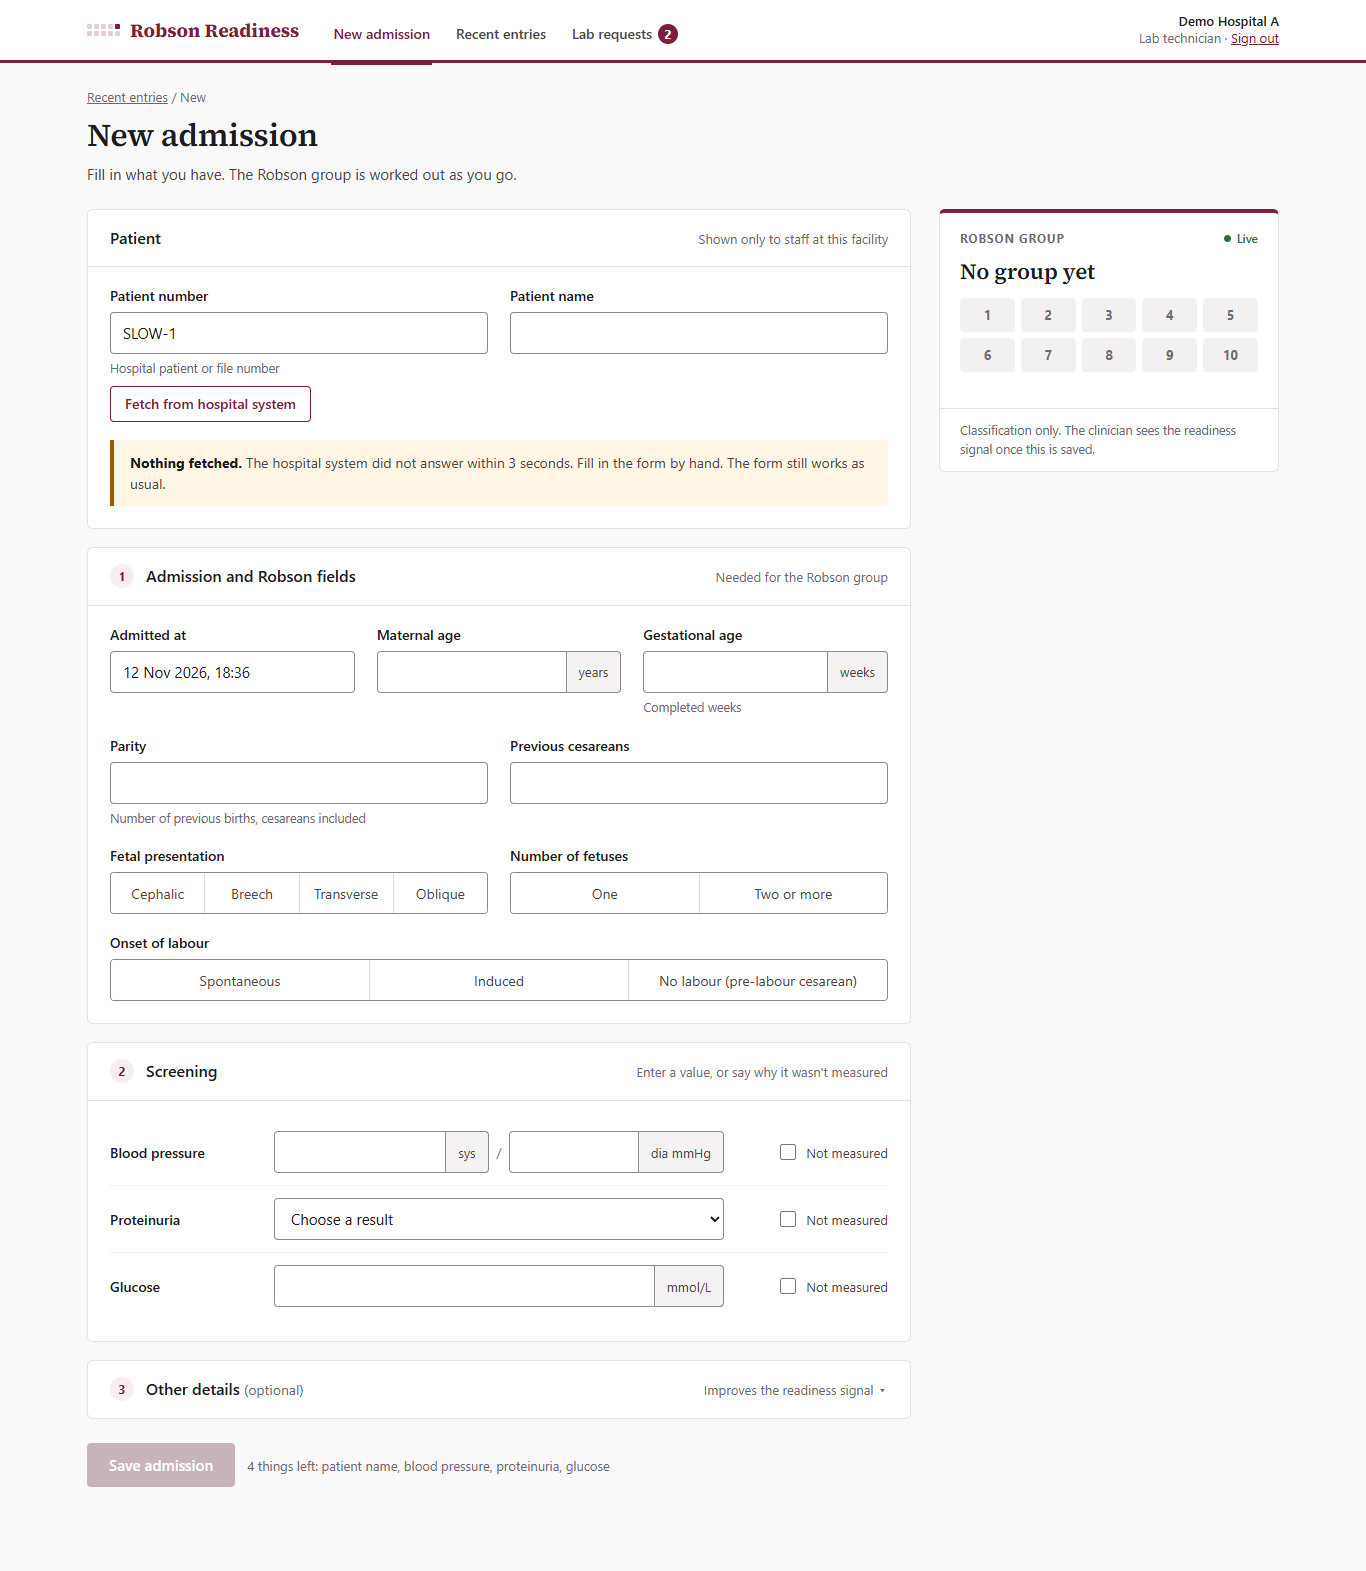 Robson Readiness
New admission
Recent entries
Lab requests 2
Demo Hospital A
Lab technician · Sign out
Recent entries / New
New admission
Fill in what you have. The Robson group is worked out as you go.
Patient
Shown only to staff at this facility
Patient number
Patient name
SLOW-1
Hospital patient or file number
Fetch from hospital system
Nothing fetched. The hospital system did not answer within 3 seconds. Fill in the form by hand. The form still works as
usual.
ROBSON GROUP
Live
No group yet
1 2 3 4 5
6 7 8 9 10
Classification only. The clinician sees the readiness
signal once this is saved.
1 Admission and Robson fields
Needed for the Robson group
Admitted at
Maternal age
Gestational age
12 Nov 2026, 18:36
years
weeks
Completed weeks
Parity
Previous cesareans
Number of previous births, cesareans included
Fetal presentation
Number of fetuses
Cephalic Breech Transverse Oblique
One Two or more
Onset of labour
Spontaneous Induced No labour (pre-labour cesarean)
2 Screening
Enter a value, or say why it wasn't measured
Blood pressure sys / dia mmHg Not measured
Proteinuria Choose a result Not measured
Glucose mmol/L Not measured
3 Other details (optional)
Improves the readiness signal
Save admission
4 things left: patient name, blood pressure, proteinuria, glucose